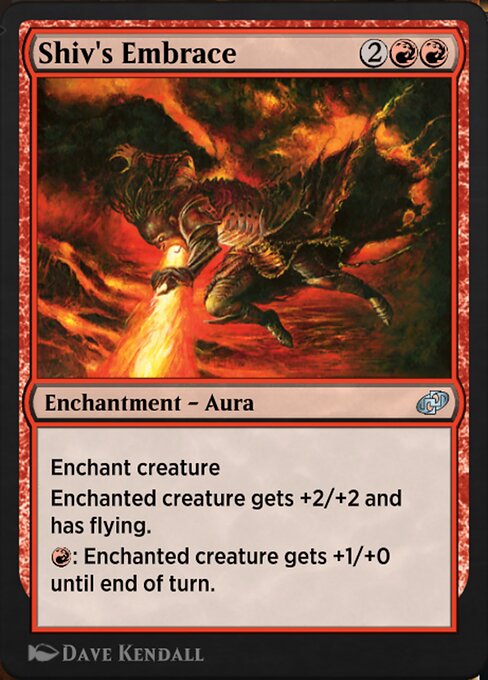 Shiv's Embrace 2
Enchantment – Aura
Enchant creature
Enchanted creature gets +2/+2 and
has flying.
: Enchanted creature gets +1/+0
until end of turn.
DAVE KENDALL